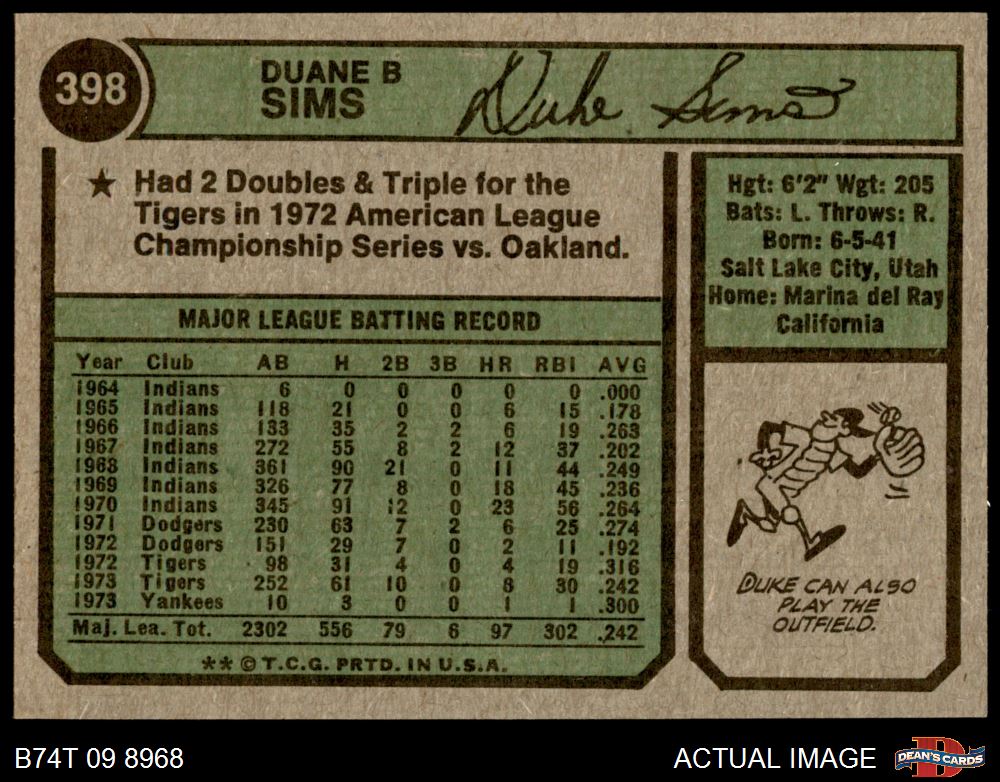 398
DUANE B
SIMS
Duke Sims
★ Had 2 Doubles & Triple for the
Tigers in 1972 American League
Championship Series vs. Oakland.
Hgt: 6'2" Wgt: 205
Bats: L. Throws: R.
Born: 6-5-41
Salt Lake City, Utah
Home: Marina del Ray
California
MAJOR LEAGUE BATTING RECORD
Year Club AB H 2B 3B HR RBI AVG
1964 Indians 6 0 0 0 0 0 .000
1965 Indians 118 21 0 0 6 15 .178
1966 Indians 133 35 2 2 6 19 .263
1967 Indians 272 55 8 2 12 37 .202
1968 Indians 361 90 21 0 11 44 .249
1969 Indians 326 77 8 0 18 45 .236
1970 Indians 345 91 12 0 23 56 .264
1971 Dodgers 230 63 7 2 6 25 .274
1972 Dodgers 151 29 7 0 2 11 .192
1972 Tigers 98 31 4 0 4 19 .316
1973 Tigers 252 61 10 0 8 30 .242
1973 Yankees 10 3 0 0 1 1 .300
Maj. Lea. Tot. 2302 556 79 6 97 302 .242
** © T.C.G. PRTD. IN U.S.A.
DUKE CAN ALSO
PLAY THE
OUTFIELD.
B74T 09 8968
ACTUAL IMAGE
D
DEAN'S CARDS